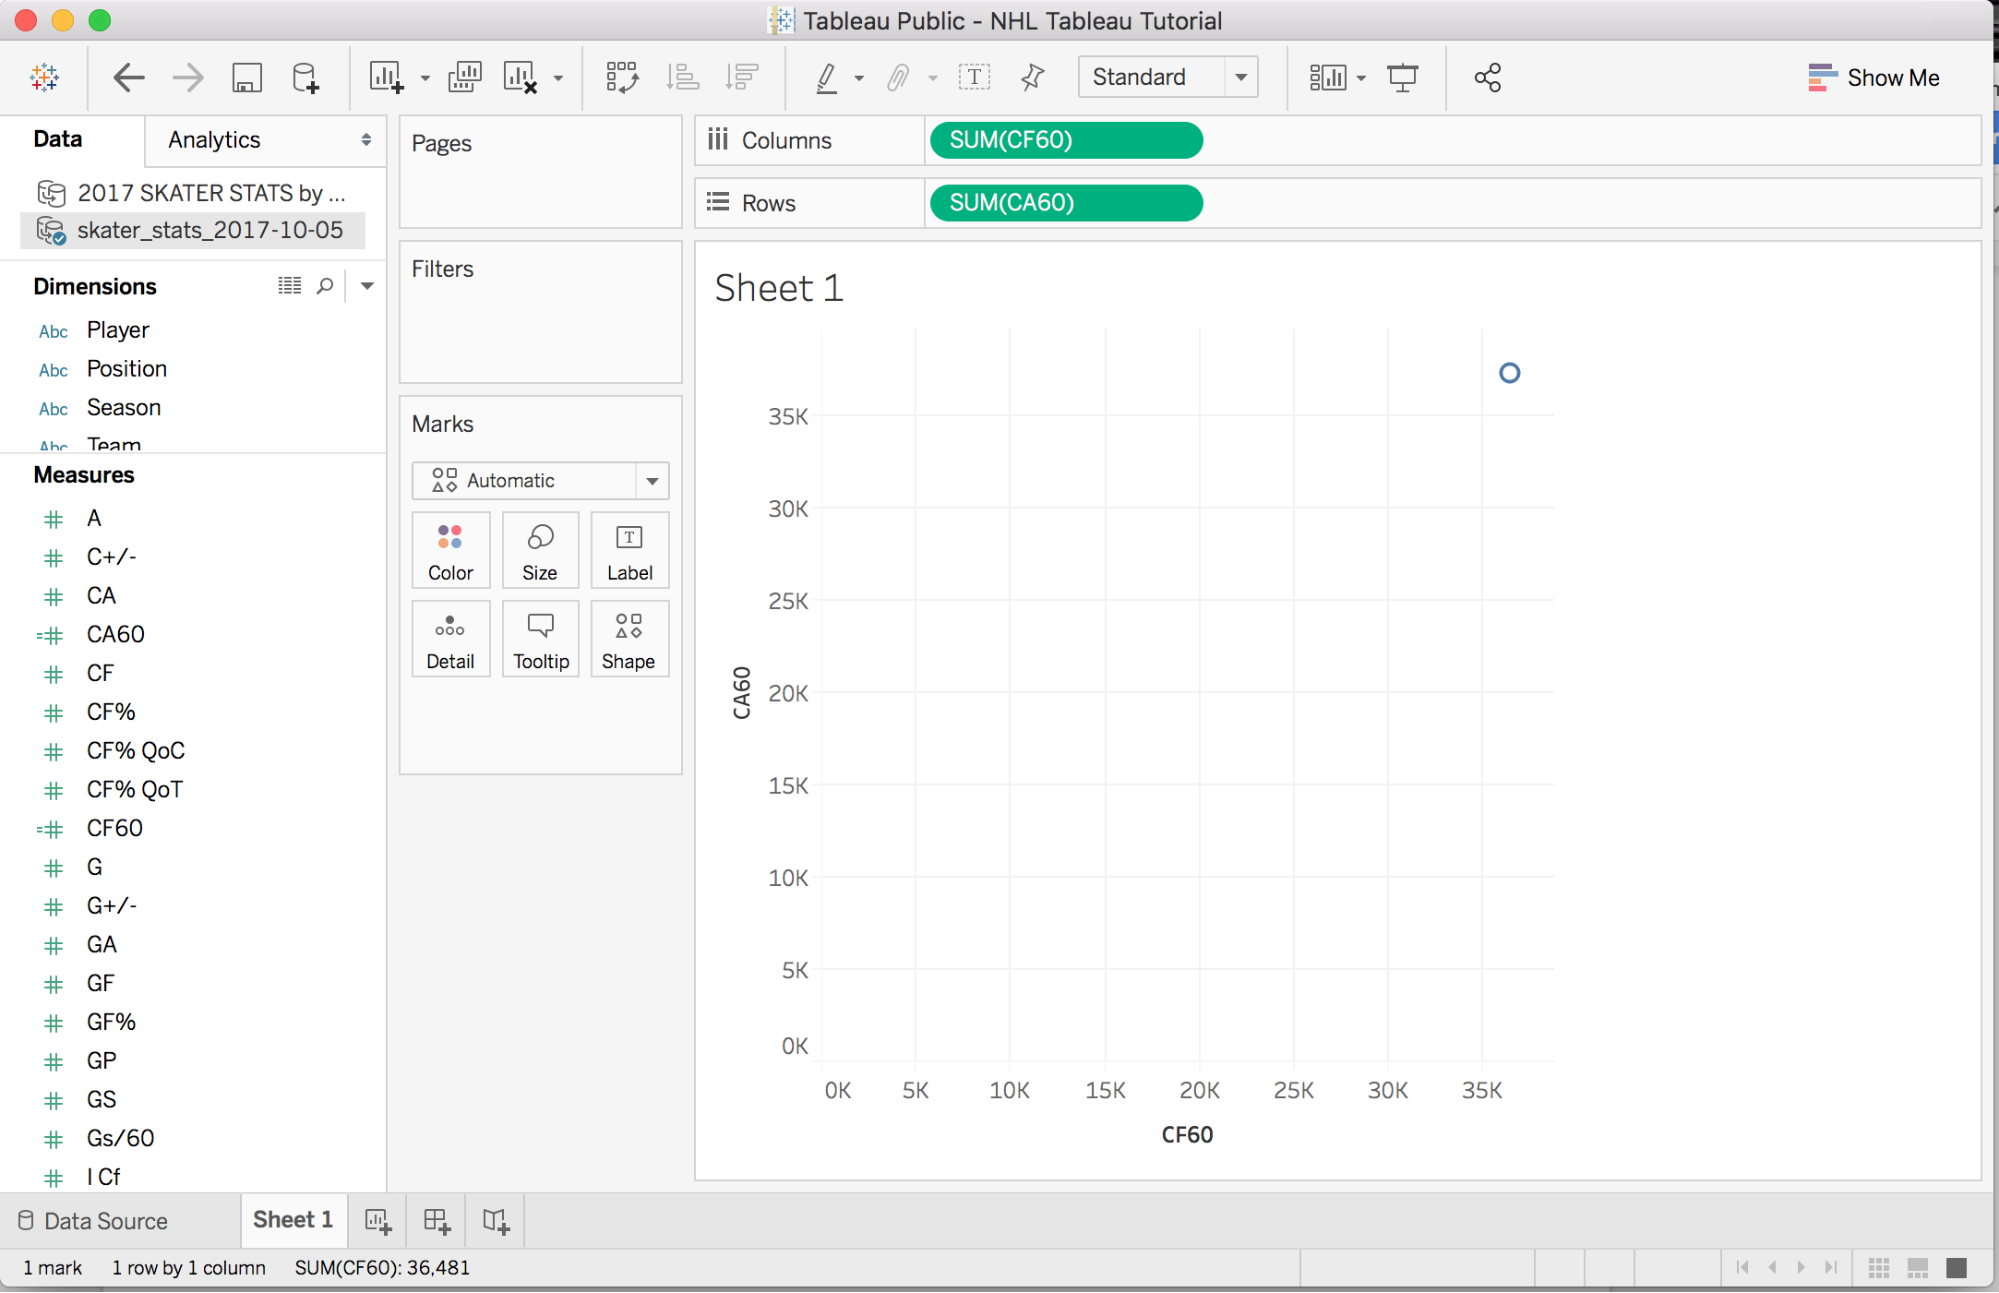 Tableau Public - NHL Tableau Tutorial
Standard
Show Me
Data
Analytics
2017 SKATER STATS by ...
skater_stats_2017-10-05
Dimensions
Abc Player
Abc Position
Abc Season
Abc Team
Measures
A
C+/-
CA
CA60
CF
CF%
CF% QoC
CF% QoT
CF60
G
G+/-
GA
GF
GF%
GP
GS
Gs/60
I Cf
Pages
Filters
Marks
Automatic
Color
Size
T
Label
Detail
Tooltip
Shape
Columns
SUM(CF60)
Rows
SUM(CA60)
Sheet 1
CA60
35K
30K
25K
20K
15K
10K
5K
0K
0K 5K 10K 15K 20K 25K 30K 35K
CF60
Data Source
Sheet 1
1 mark 1 row by 1 column SUM(CF60): 36,481